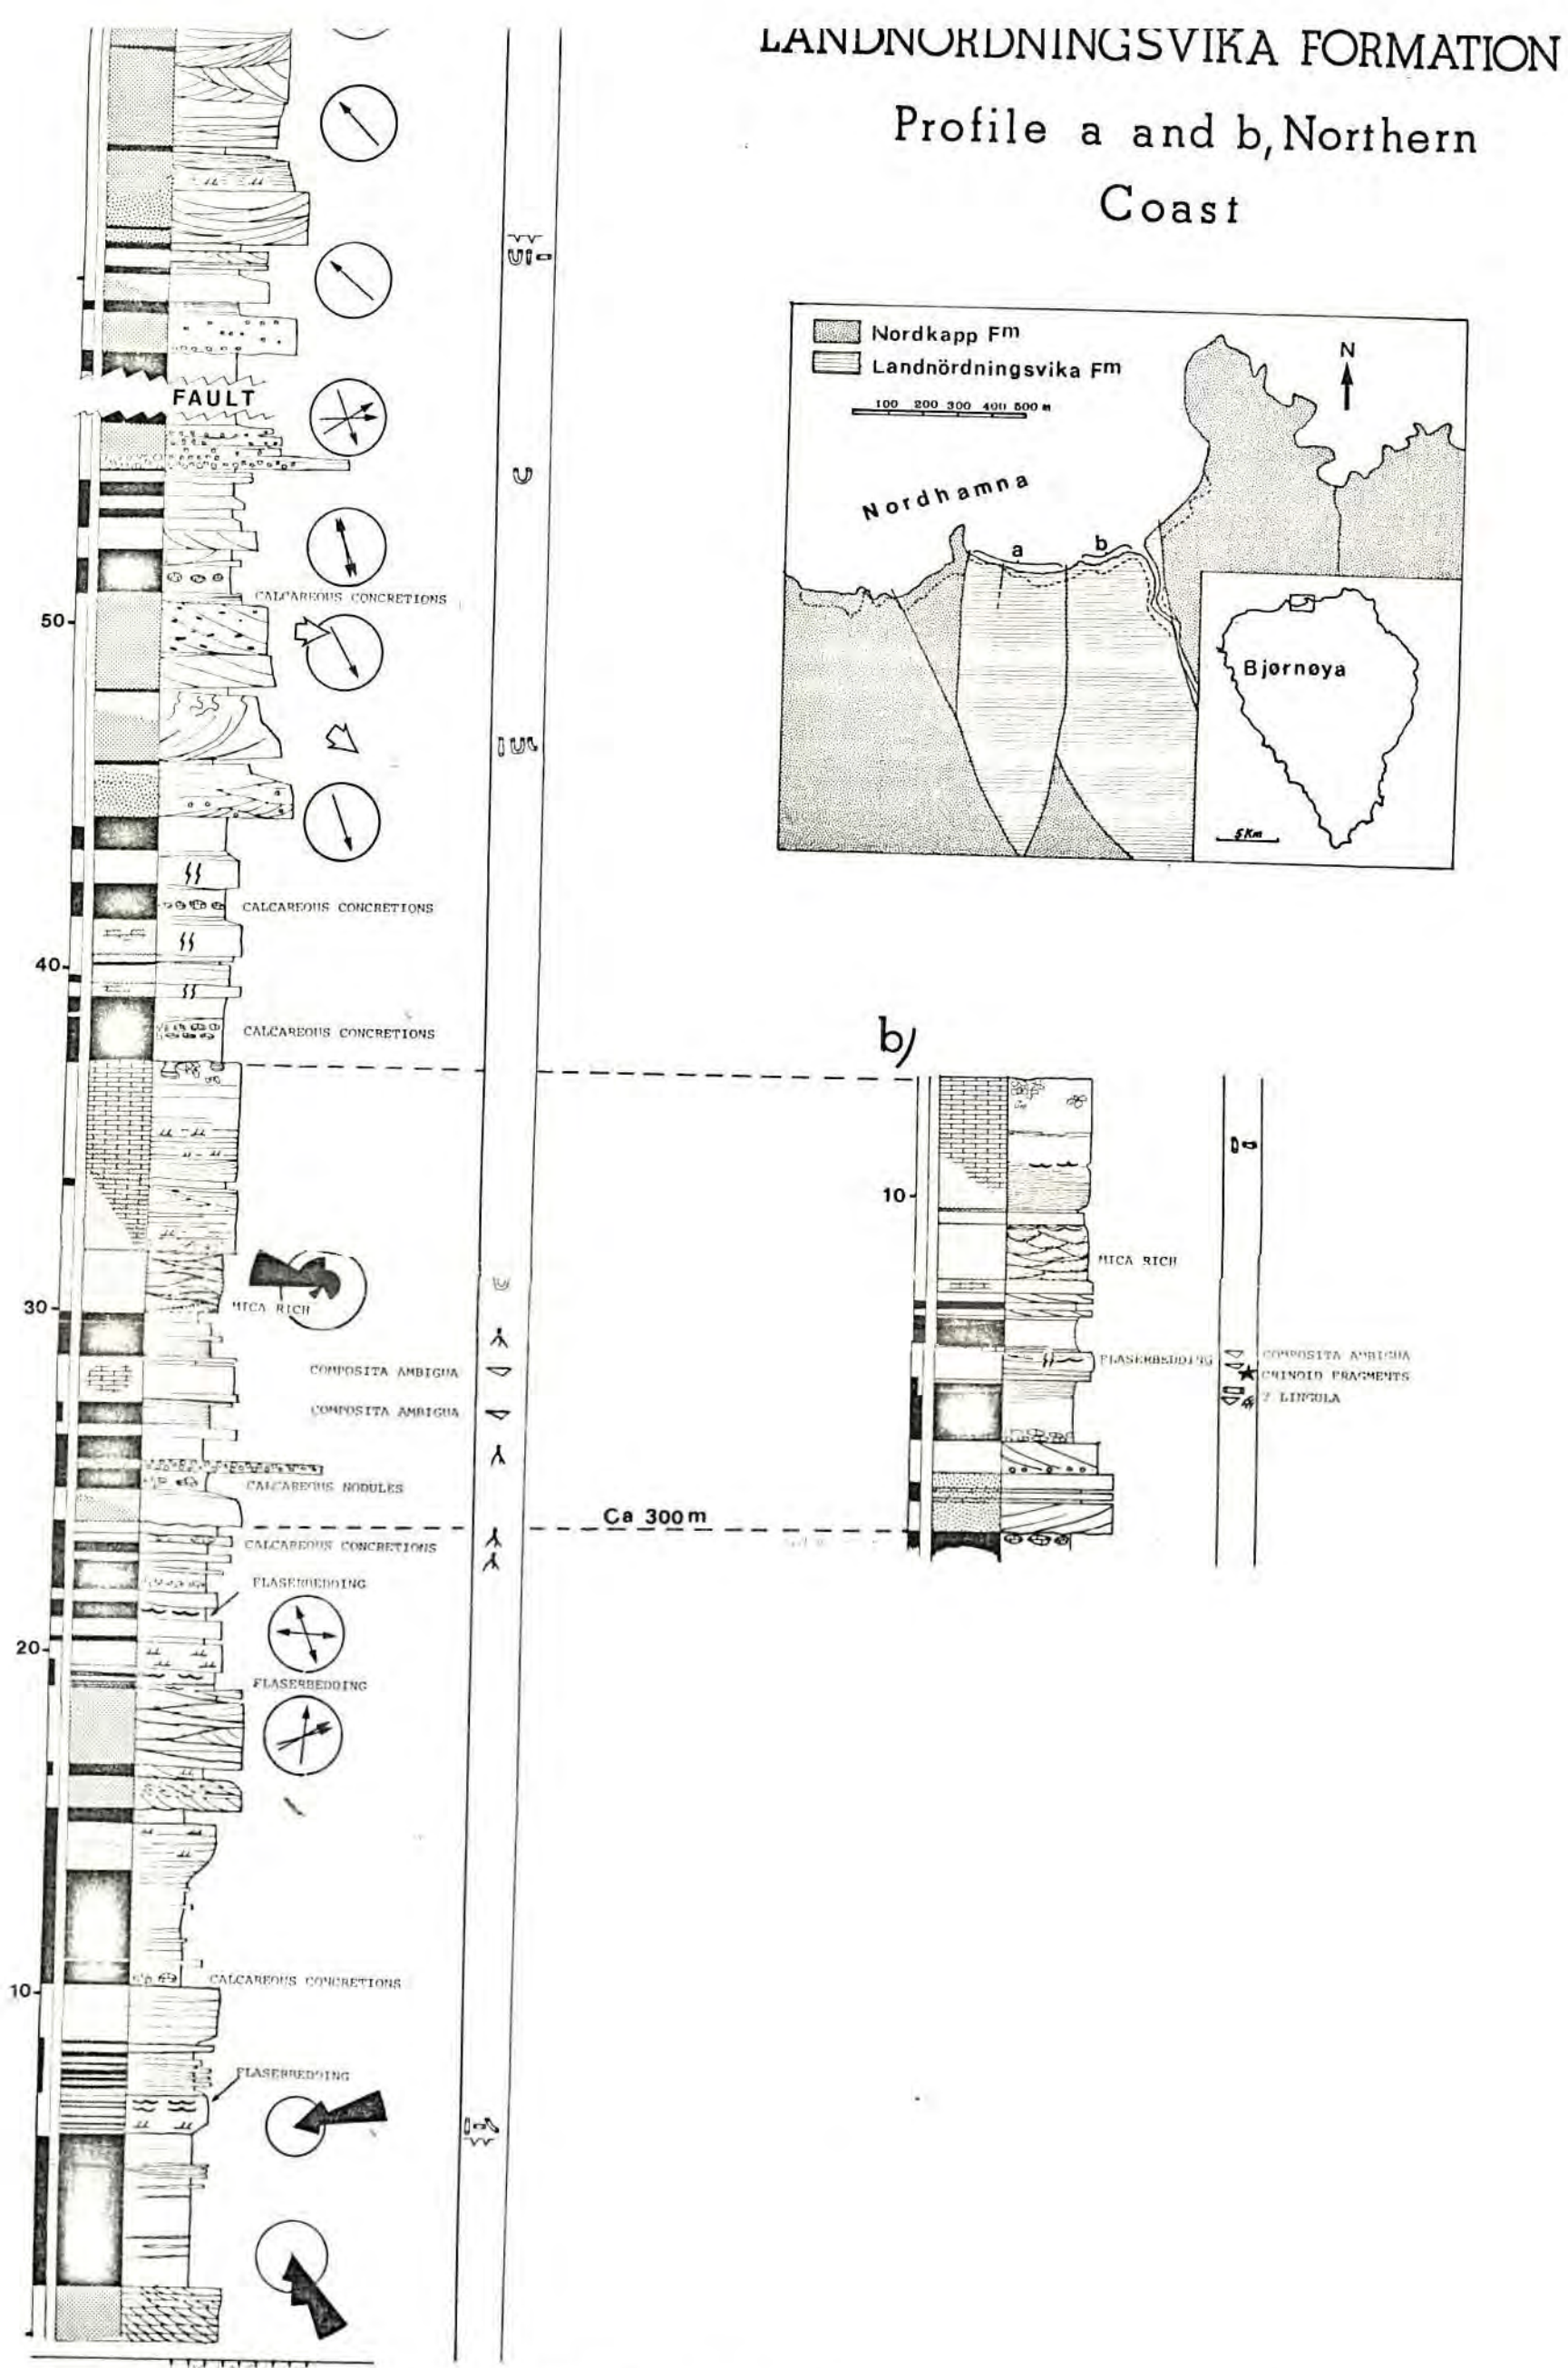 LANDNORDNINGSVIKA FORMATION
Profile a and b, Northern
Coast
Nordkapp Fm
Landnördningsvika Fm
100 200 300 400 500 m
N
Nordhamna
a
b
Bjørnøya
5 Km
FAULT
CALCAREOUS CONCRETIONS
50
CALCAREOUS CONCRETIONS
40
CALCAREOUS CONCRETIONS
b)
10
MICA RICH
30
MICA RICH
COMPOSITA AMBIGUA
COMPOSITA AMBIGUA
FLASERBEDDING
COMPOSITA AMBIGUA
CRINOID FRAGMENTS
? LINGULA
CALCAREOUS NODULES
Ca 300 m
CALCAREOUS CONCRETIONS
FLASERBEDDING
20
FLASERBEDDING
CALCAREOUS CONCRETIONS
10
FLASERBEDDING